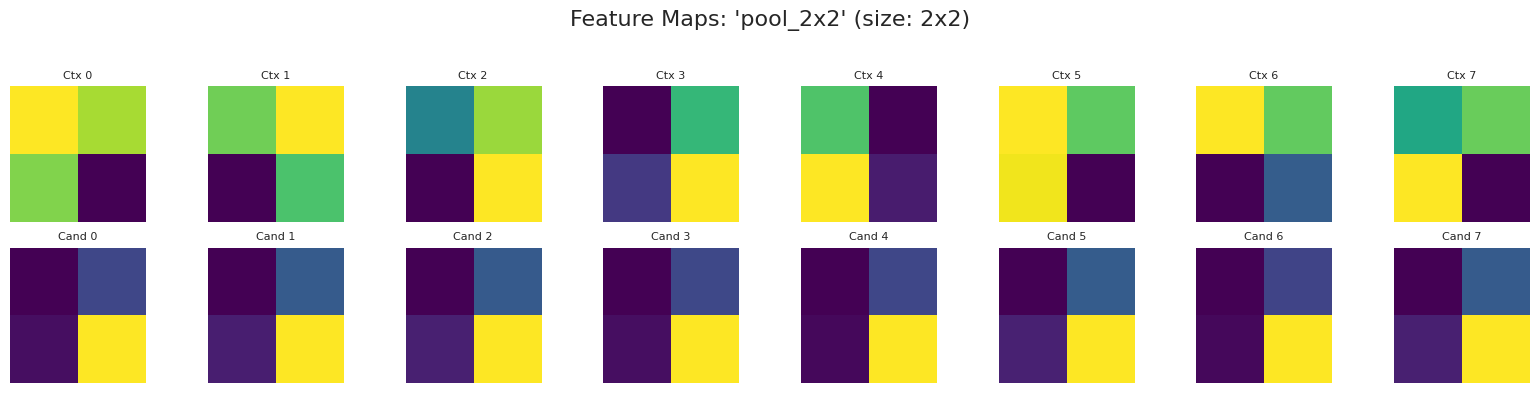 Feature Maps: 'pool_2x2' (size: 2x2)
Ctx 0 Ctx 1 Ctx 2 Ctx 3 Ctx 4 Ctx 5 Ctx 6 Ctx 7
Cand 0 Cand 1 Cand 2 Cand 3 Cand 4 Cand 5 Cand 6 Cand 7